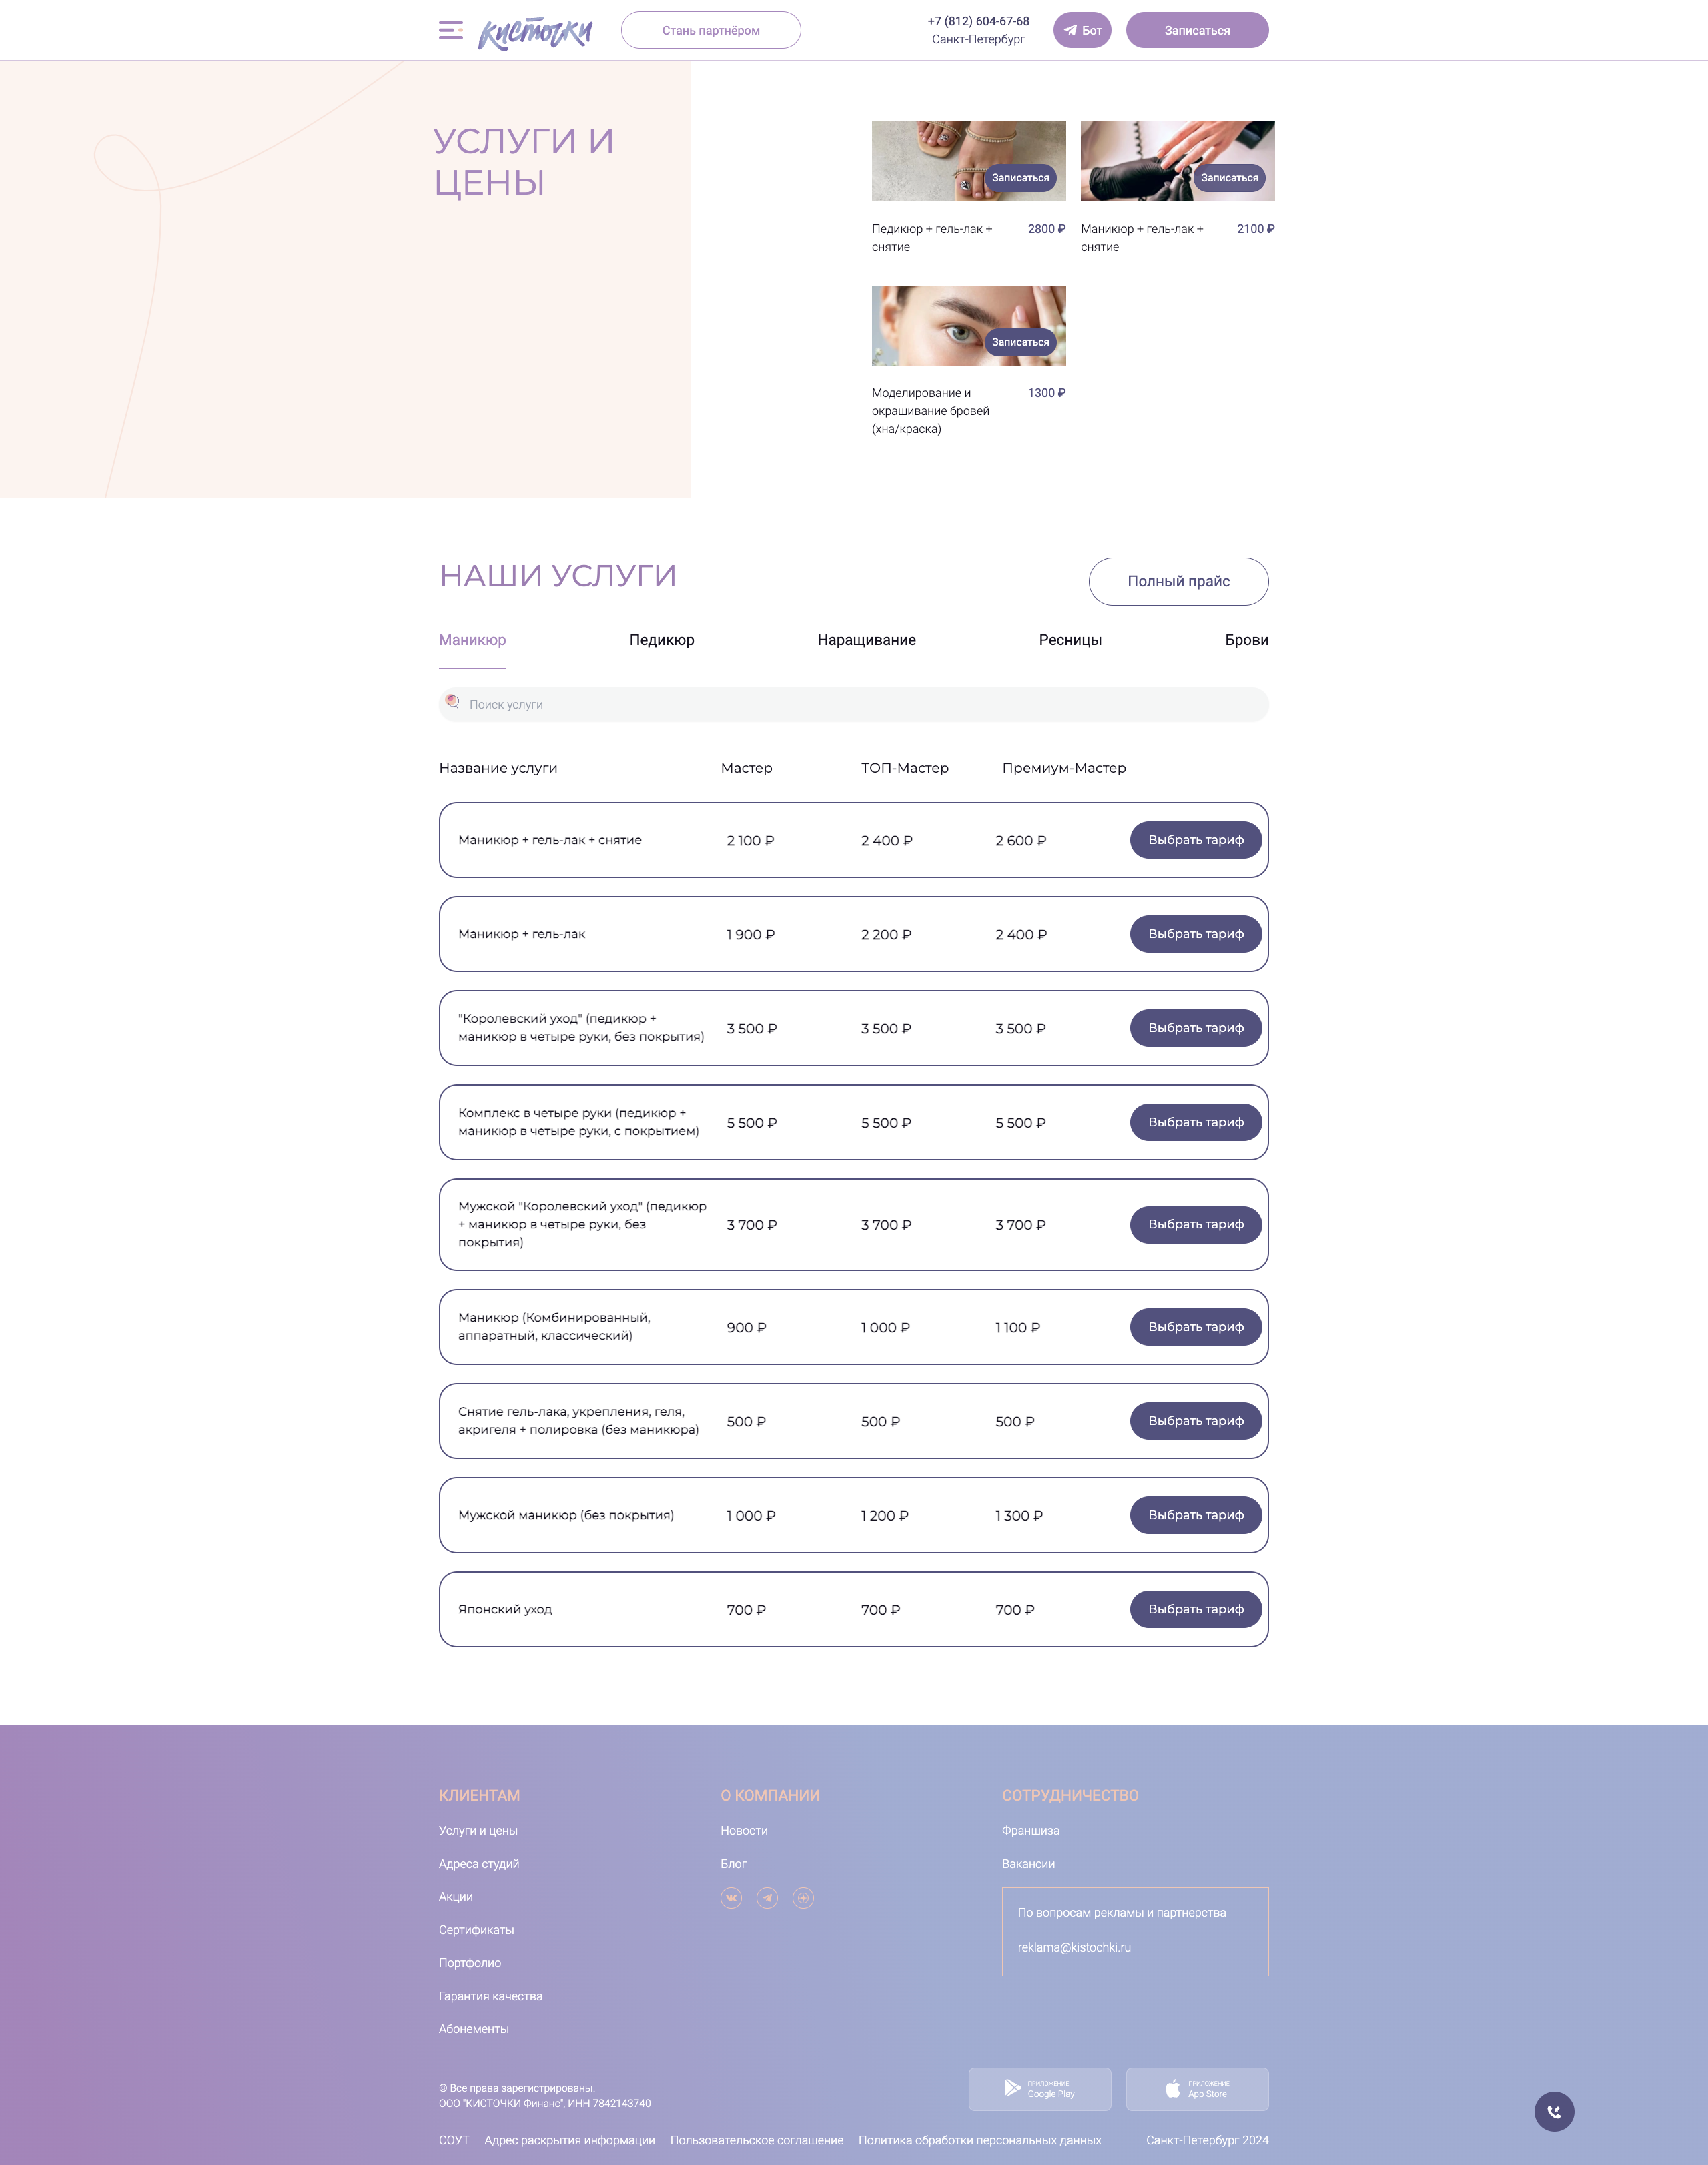 кисточки
Стань партнёром
+7 (812) 604-67-68
Санкт-Петербург
Бот
Записаться
УСЛУГИ И
ЦЕНЫ
Записаться
Записаться
Педикюр + гель-лак +
снятие
2800 ₽
Маникюр + гель-лак +
снятие
2100 ₽
Записаться
Моделирование и
окрашивание бровей
(хна/краска)
1300 ₽
НАШИ УСЛУГИ
Полный прайс
Маникюр
Педикюр
Наращивание
Ресницы
Брови
Поиск услуги
Название услуги
Мастер
ТОП-Мастер
Премиум-Мастер
Маникюр + гель-лак + снятие
2 100 ₽
2 400 ₽
2 600 ₽
Выбрать тариф
Маникюр + гель-лак
1 900 ₽
2 200 ₽
2 400 ₽
Выбрать тариф
"Королевский уход" (педикюр +
маникюр в четыре руки, без покрытия)
3 500 ₽
3 500 ₽
3 500 ₽
Выбрать тариф
Комплекс в четыре руки (педикюр +
маникюр в четыре руки, с покрытием)
5 500 ₽
5 500 ₽
5 500 ₽
Выбрать тариф
Мужской "Королевский уход" (педикюр
+ маникюр в четыре руки, без
покрытия)
3 700 ₽
3 700 ₽
3 700 ₽
Выбрать тариф
Маникюр (Комбинированный,
аппаратный, классический)
900 ₽
1 000 ₽
1 100 ₽
Выбрать тариф
Снятие гель-лака, укрепления, геля,
акригеля + полировка (без маникюра)
500 ₽
500 ₽
500 ₽
Выбрать тариф
Мужской маникюр (без покрытия)
1 000 ₽
1 200 ₽
1 300 ₽
Выбрать тариф
Японский уход
700 ₽
700 ₽
700 ₽
Выбрать тариф
КЛИЕНТАМ
Услуги и цены
Адреса студий
Акции
Сертификаты
Портфолио
Гарантия качества
Абонементы
О КОМПАНИИ
Новости
Блог
СОТРУДНИЧЕСТВО
Франшиза
Вакансии
По вопросам рекламы и партнерства
reklama@kistochki.ru
© Все права зарегистрированы.
ООО "КИСТОЧКИ Финанс", ИНН 7842143740
ПРИЛОЖЕНИЕ
Google Play
ПРИЛОЖЕНИЕ
App Store
СОУТ
Адрес раскрытия информации
Пользовательское соглашение
Политика обработки персональных данных
Санкт-Петербург 2024